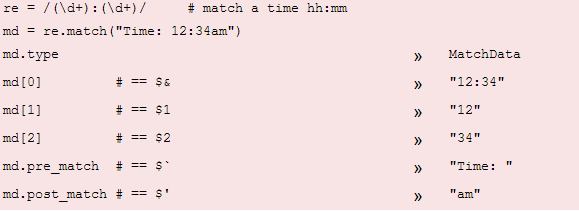 re = /(\d+):(\d+)/ # match a time hh:mm
md = re.match("Time: 12:34am")
md.type » MatchData
md[0] # == $& » "12:34"
md[1] # == $1 » "12"
md[2] # == $2 » "34"
md.pre_match # == $` » "Time: "
md.post_match # == $' » "am"